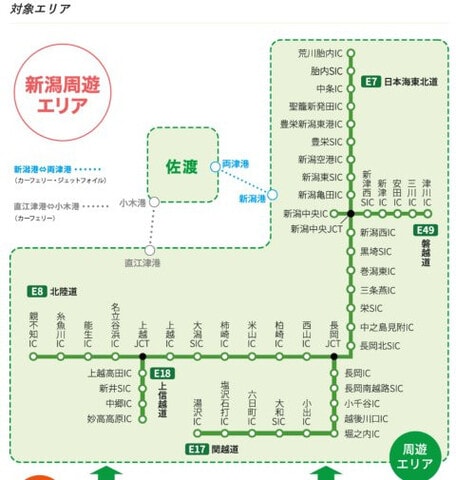 対象エリア
新潟周遊
エリア
新潟港⇔両津港
(カーフェリー・ジェットフォイル)
直江津港⇔小木港
(カーフェリー)
佐渡
両津港
新潟港
小木港
直江津港
E7 日本海東北道
荒川胎内IC
胎内SIC
中条IC
聖籠新発田IC
豊栄新潟東港IC
豊栄SIC
新潟空港IC
新潟東SIC
新潟亀田IC
新潟中央IC
新潟中央JCT
新津西SIC
新津IC
安田IC
三川IC
津川IC
E49 磐越道
新潟西IC
黒埼SIC
巻潟東IC
三条燕IC
栄SIC
中之島見附IC
長岡北SIC
E8 北陸道
親不知IC
糸魚川IC
能生IC
名立谷浜IC
上越JCT
上越IC
大潟SIC
柿崎IC
米山IC
柏崎IC
西山IC
長岡JCT
上越高田IC
新井SIC
中郷IC
妙高高原IC
E18 上信越道
長岡IC
長岡南越路SIC
小千谷IC
越後川口IC
堀之内IC
湯沢IC
塩沢石打IC
六日町IC
大和SIC
小出IC
E17 関越道
周遊
エリア